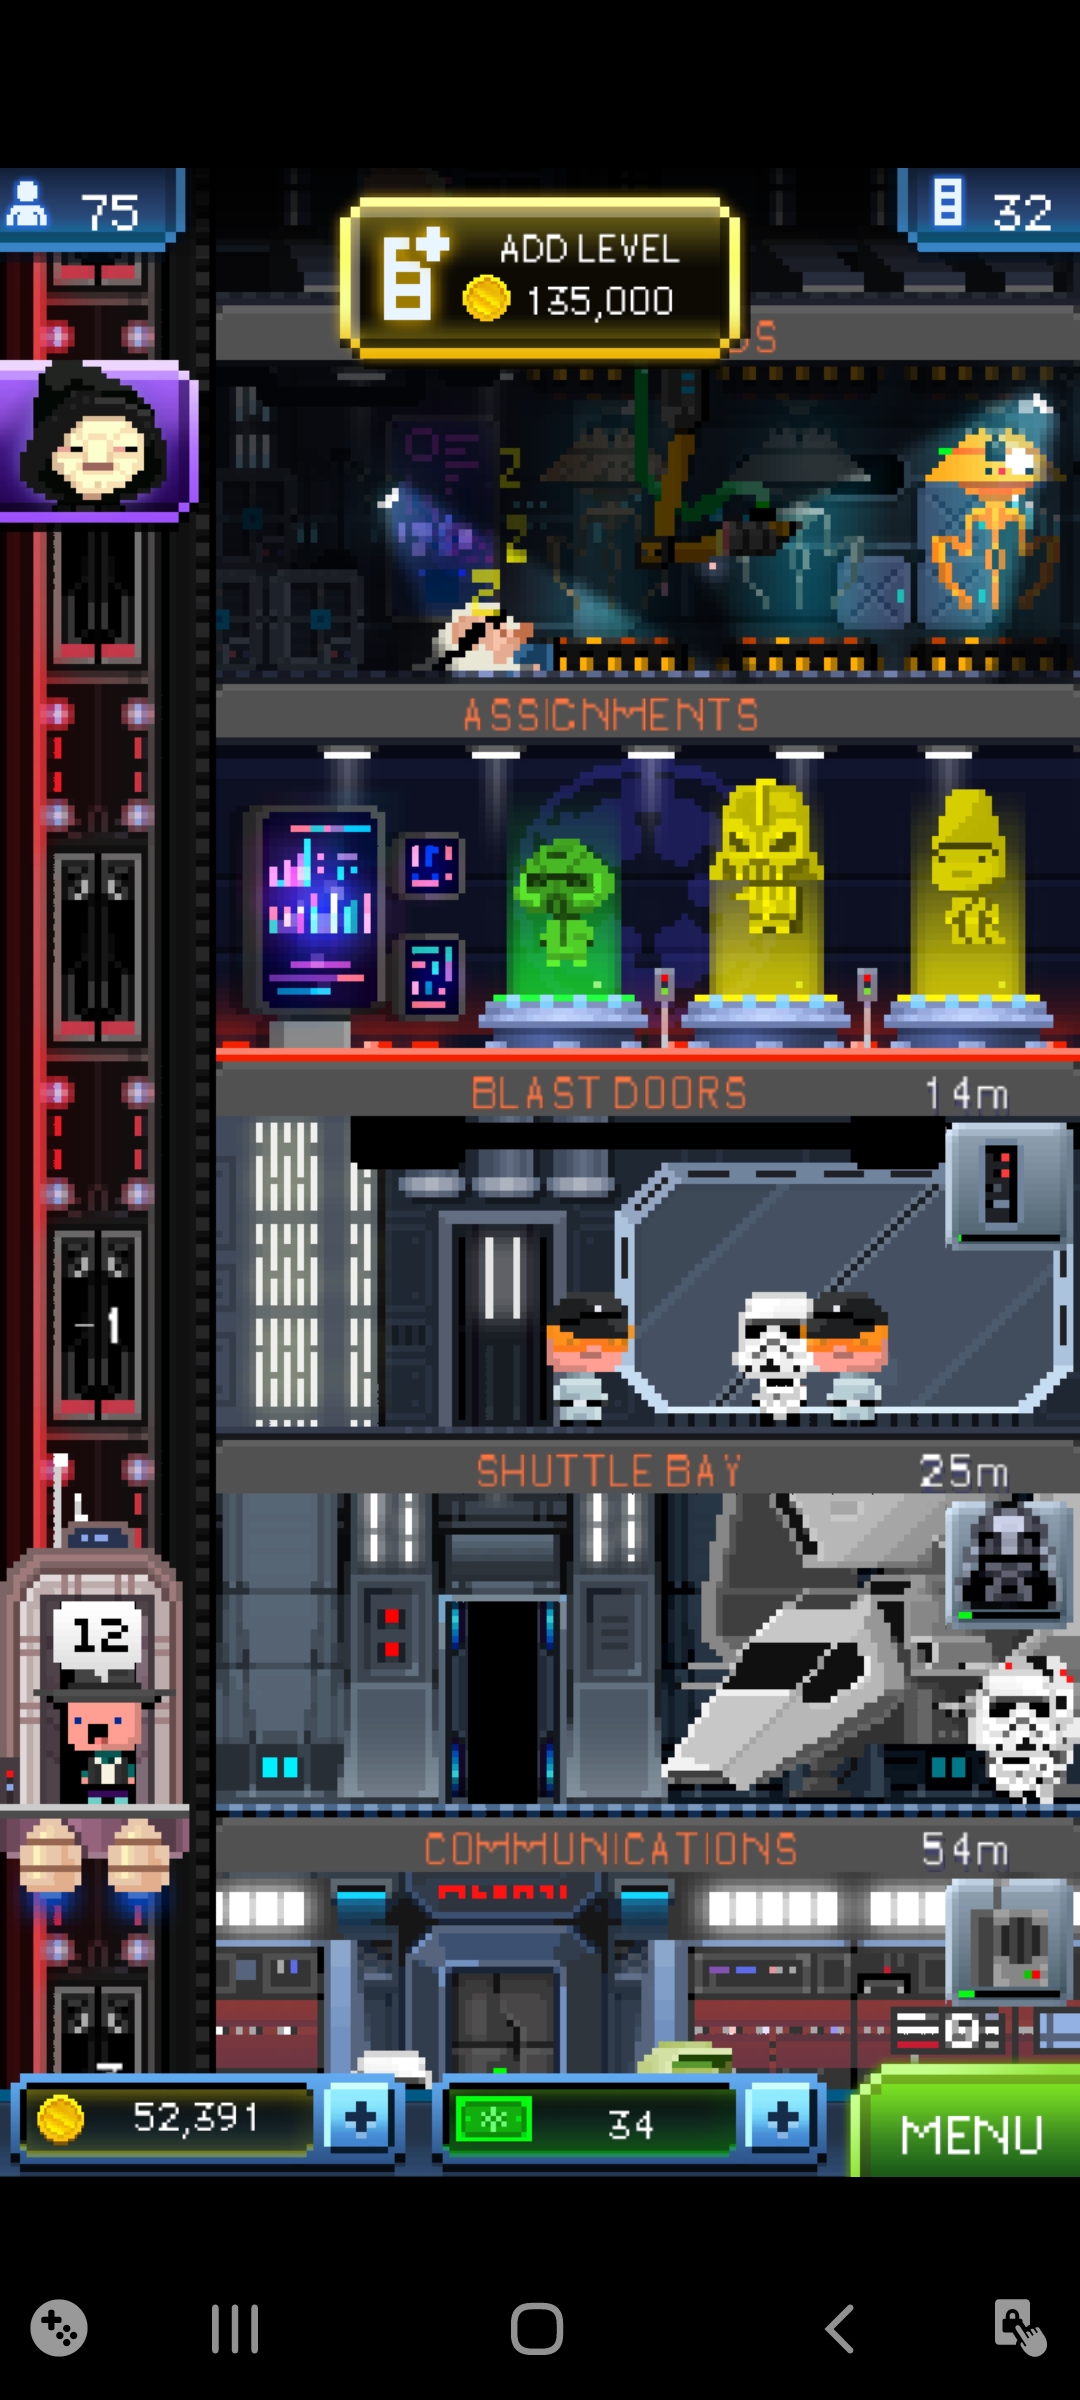 75
32
ADD LEVEL
135,000
ASSIGNMENTS
BLAST DOORS
14m
-1
SHUTTLE BAY
25m
12
COMMUNICATIONS
54m
52,391
34
MENU